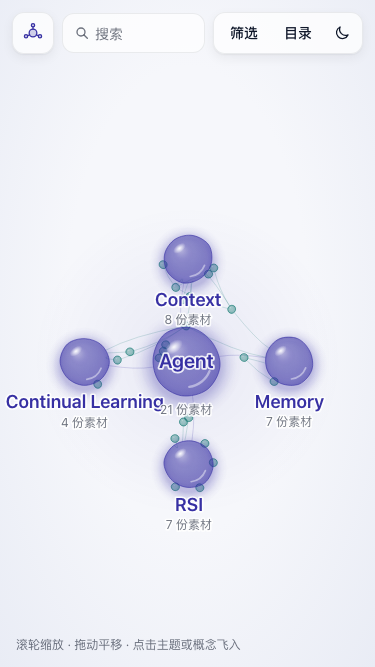 搜索
筛选
目录
Context
8 份素材
Agent
21 份素材
Continual Learning
4 份素材
Memory
7 份素材
RSI
7 份素材
滚轮缩放 · 拖动平移 · 点击主题或概念飞入